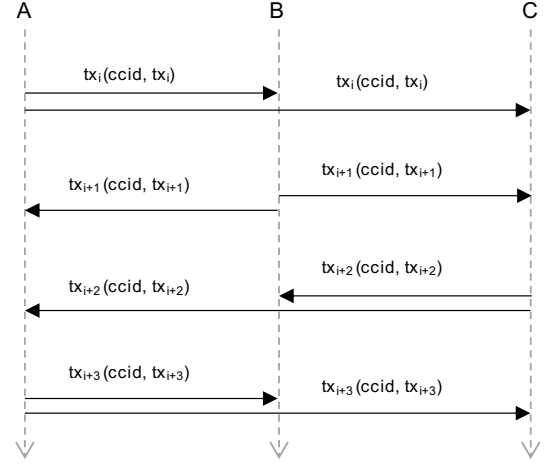 A B C
txᵢ(ccid, txᵢ) txᵢ(ccid, txᵢ)
txᵢ₊₁(ccid, txᵢ₊₁) txᵢ₊₁(ccid, txᵢ₊₁)
txᵢ₊₂(ccid, txᵢ₊₂) txᵢ₊₂(ccid, txᵢ₊₂)
txᵢ₊₃(ccid, txᵢ₊₃) txᵢ₊₃(ccid, txᵢ₊₃)